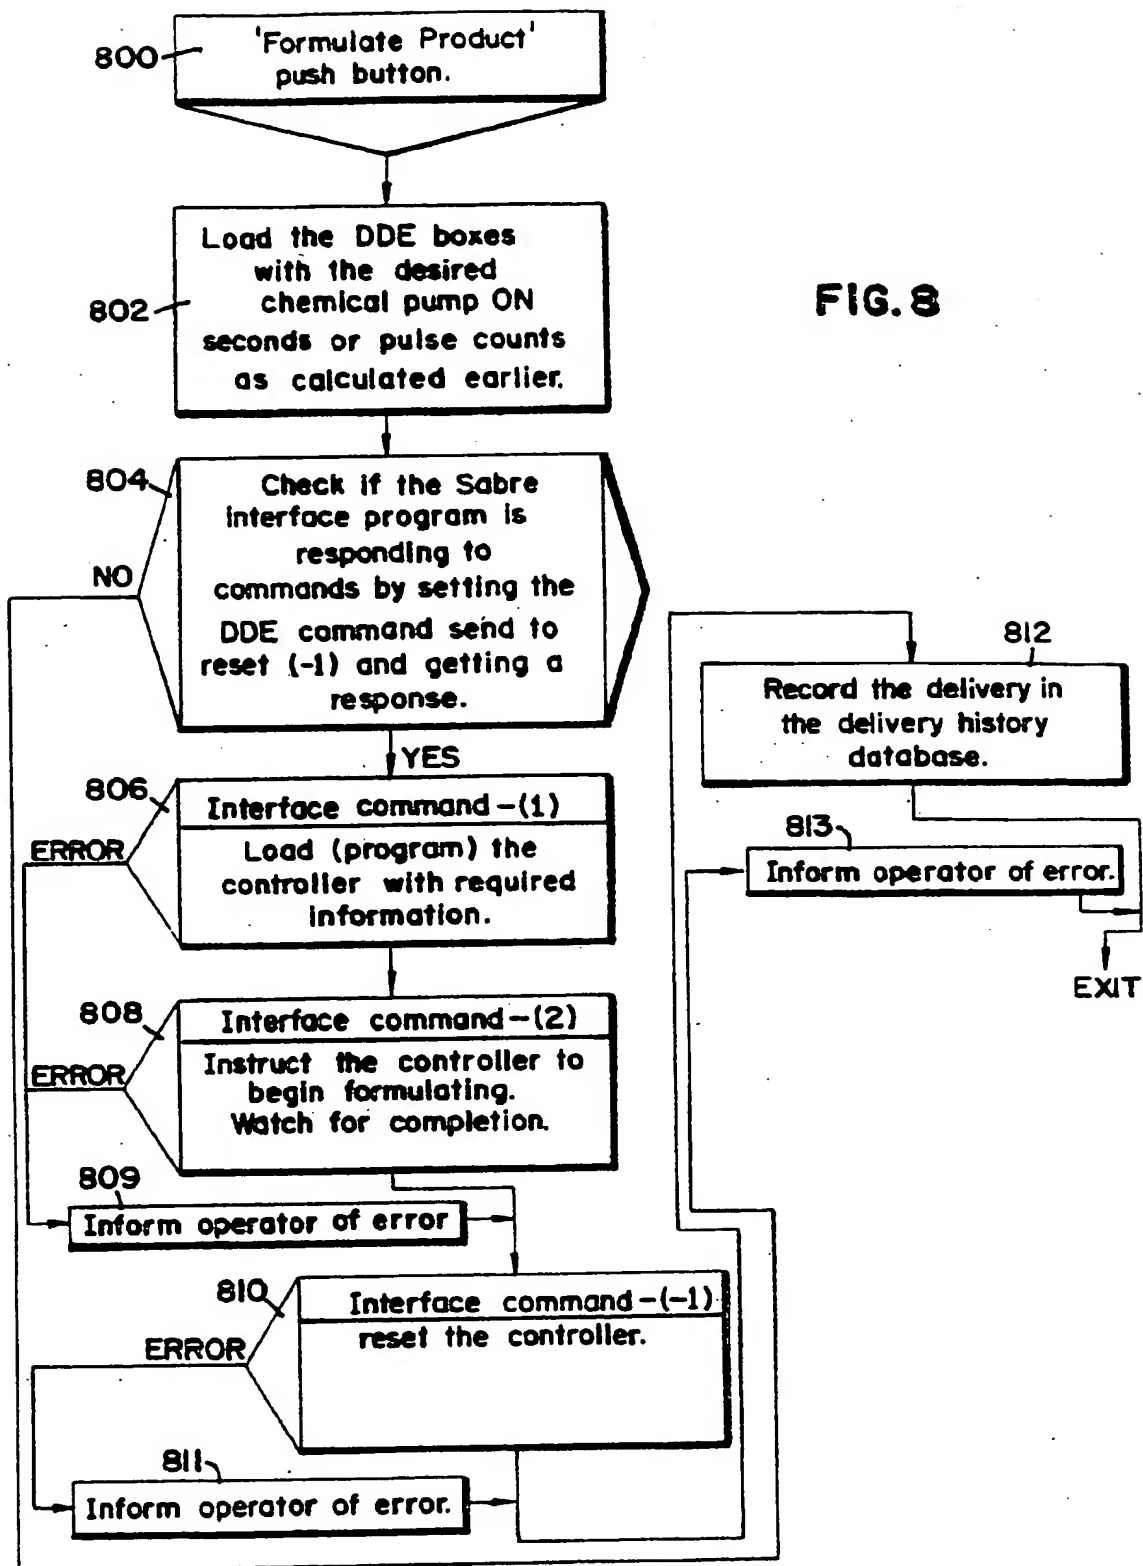 800
'Formulate Product'
push button.
802
Load the DDE boxes
with the desired
chemical pump ON
seconds or pulse counts
as calculated earlier.
FIG. 8
804
Check if the Sabre
interface program is
responding to
commands by setting the
DDE command send to
reset (-1) and getting a
response.
NO
YES
806
Interface command-(1)
ERROR
Load (program) the
controller with required
information.
808
Interface command-(2)
ERROR
Instruct the controller to
begin formulating.
Watch for completion.
809
Inform operator of error
810
Interface command-(-1)
reset the controller.
ERROR
811
Inform operator of error.
812
Record the delivery in
the delivery history
database.
813
Inform operator of error.
EXIT